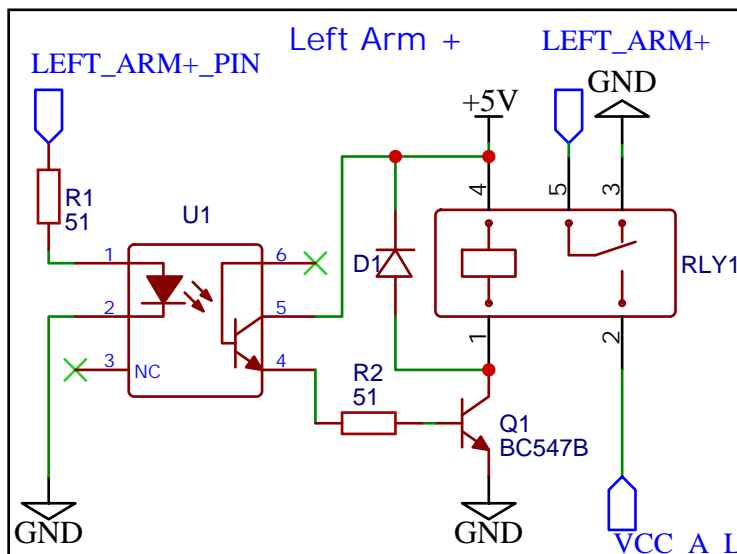 Left Arm +
LEFT_ARM+
LEFT_ARM+_PIN
GND
+5V
R1
51
U1
1
2
3
NC
6
5
4
D1
4
5
3
RLY1
1
2
R2
51
Q1
BC547B
GND
GND
VCC_A_L